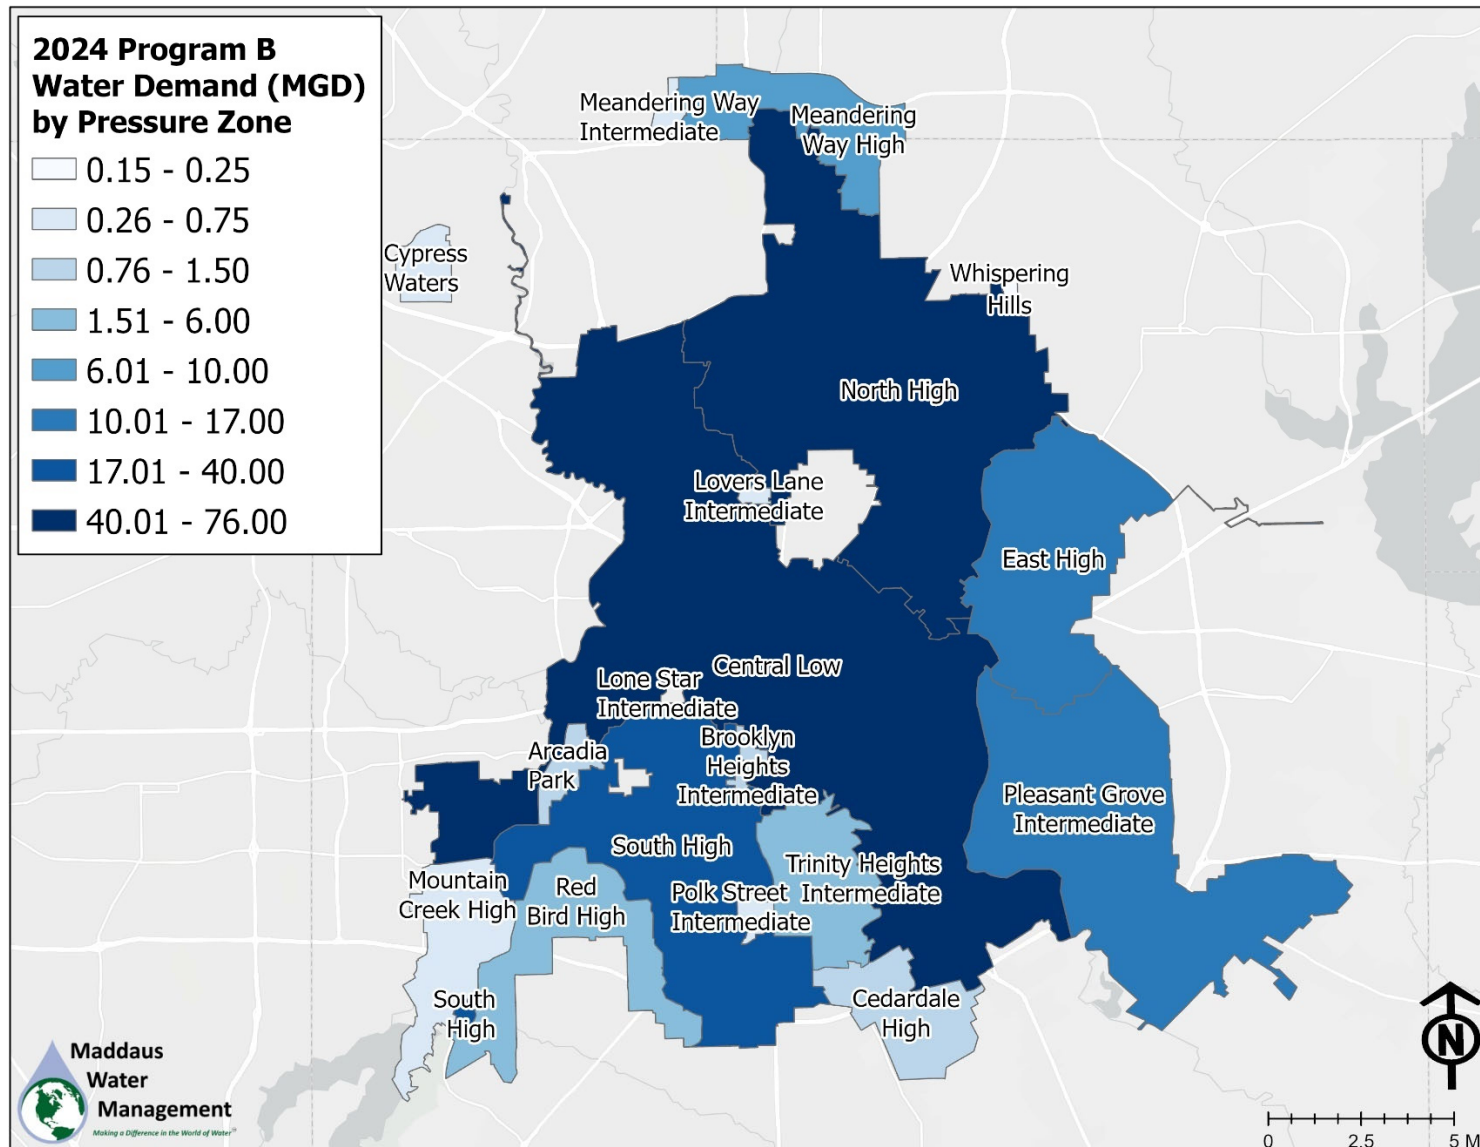 2024 Program B
Water Demand (MGD)
by Pressure Zone
0.15 - 0.25
0.26 - 0.75
0.76 - 1.50
1.51 - 6.00
6.01 - 10.00
10.01 - 17.00
17.01 - 40.00
40.01 - 76.00
Meandering Way
Intermediate
Meandering
Way High
Cypress
Waters
Whispering
Hills
North High
Lovers Lane
Intermediate
East High
Central Low
Lone Star
Intermediate
Brooklyn
Heights
Intermediate
Arcadia
Park
Pleasant Grove
Intermediate
South High
Trinity Heights
Intermediate
Mountain
Creek High
Red
Bird High
Polk Street
Intermediate
South
High
Cedardale
High
Maddaus
Water
Management
Making a Difference in the World of Water
N
0 2.5 5 M